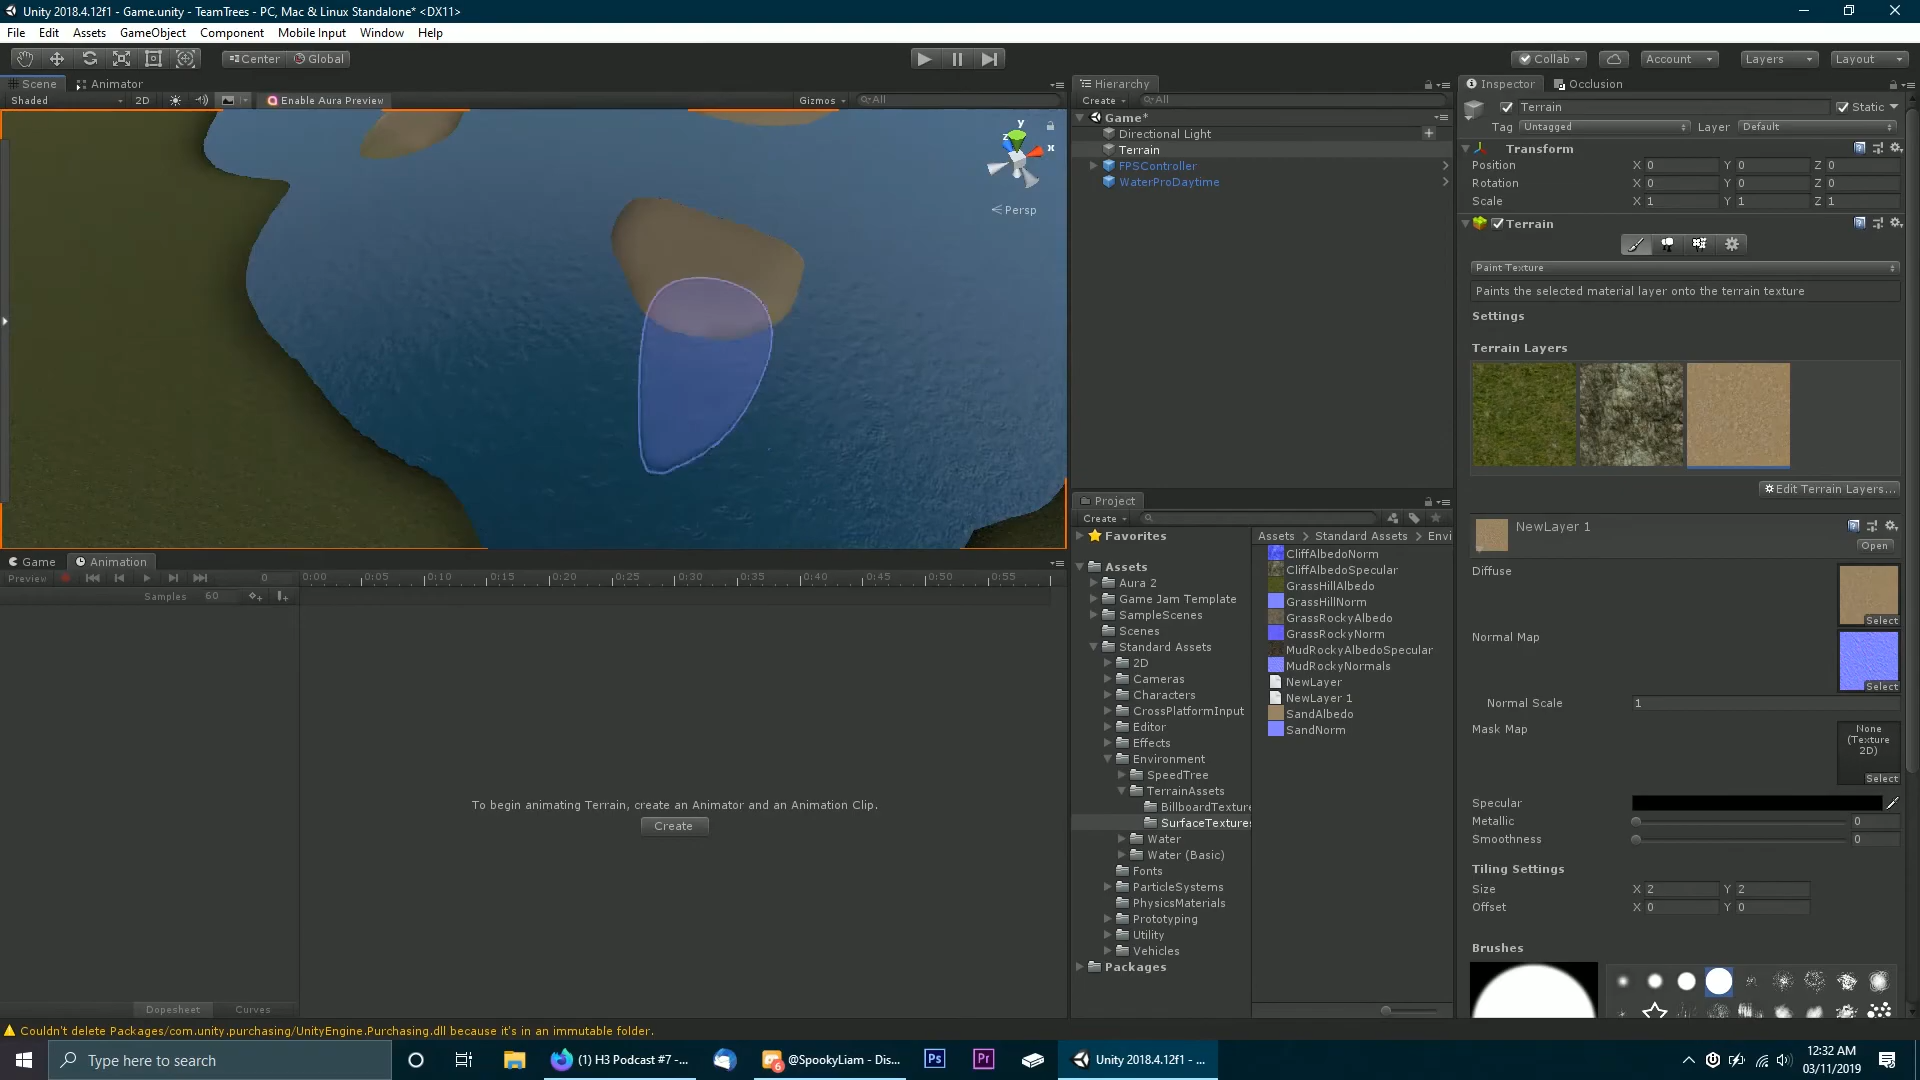 Unity 2018.4.12f1 - Game.unity - TeamTrees - PC, Mac & Linux Standalone* <DX11>
File Edit Assets GameObject Component Mobile Input Window Help
Center Global Collab Account Layers Layout
Scene Animator
Shaded 2D Enable Aura Preview Gizmos All
y
z
x
Persp
Hierarchy
Create All
Game*
Directional Light
Terrain
FPSController
WaterProDaytime
Inspector Occlusion
Terrain Static
Tag Untagged Layer Default
Transform
Position X 0 Y 0 Z 0
Rotation X 0 Y 0 Z 0
Scale X 1 Y 1 Z 1
Terrain
Paint Texture
Paints the selected material layer onto the terrain texture
Settings
Terrain Layers
Edit Terrain Layers...
NewLayer 1
Open
Diffuse
Select
Normal Map
Select
Normal Scale 1
Mask Map
None
(Texture
2D)
Select
Specular
Metallic 0
Smoothness 0
Tiling Settings
Size X 2 Y 2
Offset X 0 Y 0
Brushes
Project
Create
Favorites
Assets
Aura 2
Game Jam Template
SampleScenes
Scenes
Standard Assets
2D
Cameras
Characters
CrossPlatformInput
Editor
Effects
Environment
SpeedTree
TerrainAssets
BillboardTexture
SurfaceTextures
Water
Water (Basic)
Fonts
ParticleSystems
PhysicsMaterials
Prototyping
Utility
Vehicles
Packages
Assets > Standard Assets > Envi
CliffAlbedoNorm
CliffAlbedoSpecular
GrassHillAlbedo
GrassHillNorm
GrassRockyAlbedo
GrassRockyNorm
MudRockyAlbedoSpecular
MudRockyNormals
NewLayer
NewLayer 1
SandAlbedo
SandNorm
Game Animation
Preview 0 0:00 0:05 0:10 0:15 0:20 0:25 0:30 0:35 0:40 0:45 0:50 0:55
Samples 60
To begin animating Terrain, create an Animator and an Animation Clip.
Create
Dopesheet Curves
Couldn't delete Packages/com.unity.purchasing/UnityEngine.Purchasing.dll because it's in an immutable folder.
Type here to search
(1) H3 Podcast #7 -...
6
@SpookyLiam - Dis...
Ps
Pr
Unity 2018.4.12f1 - ...
12:32 AM
03/11/2019